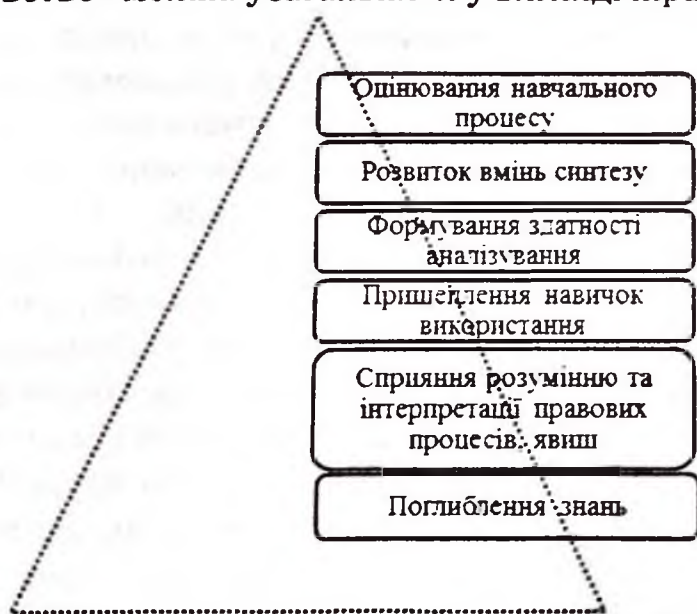 Оцінювання навчального
процесу
Розвиток вмінь синтезу
Формування здатності
аналізування
Прищеплення навичок
використання
Сприяння розумінню та
інтерпретації правових
процесів, явищ
Поглиблення знань